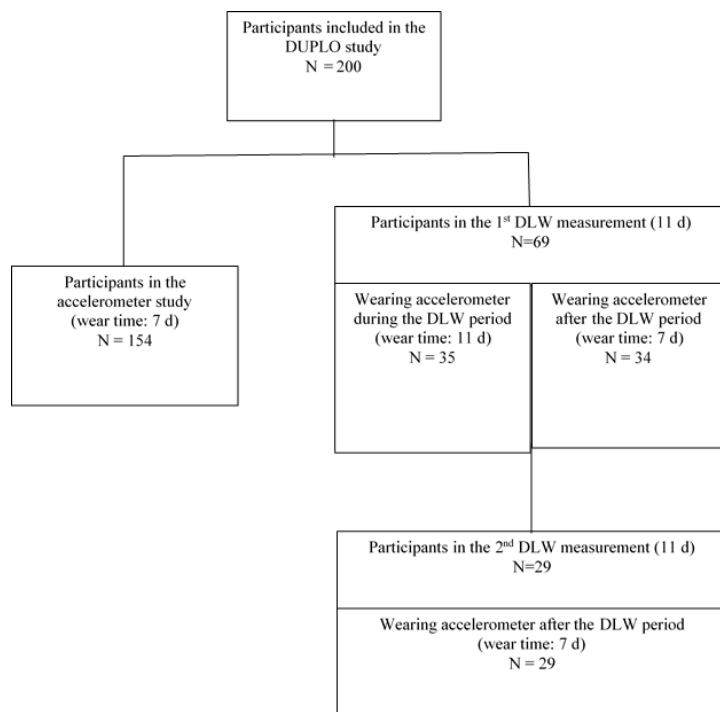 Participants included in the
DUPLO study
N = 200
Participants in the 1st DLW measurement (11 d)
N=69
Participants in the
accelerometer study
(wear time: 7 d)
N = 154
Wearing accelerometer
during the DLW period
(wear time: 11 d)
N = 35
Wearing accelerometer
after the DLW period
(wear time: 7 d)
N = 34
Participants in the 2nd DLW measurement (11 d)
N=29
Wearing accelerometer after the DLW period
(wear time: 7 d)
N = 29